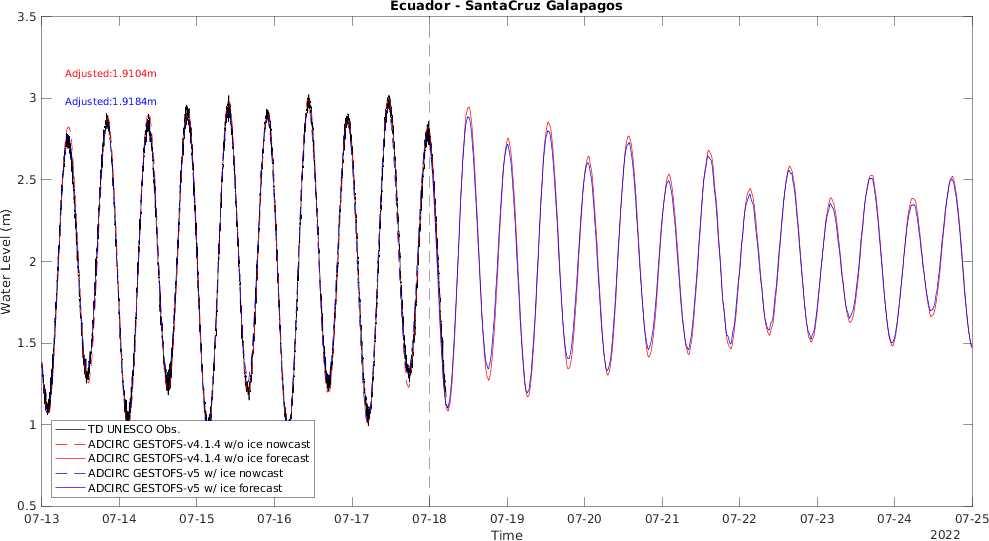 Ecuador - SantaCruz Galapagos
3.5
3
2.5
2
1.5
1
0.5
Water Level (m)
Adjusted:1.9104m
Adjusted:1.9184m
TD UNESCO Obs.
ADCIRC GESTOFS-v4.1.4 w/o ice nowcast
ADCIRC GESTOFS-v4.1.4 w/o ice forecast
ADCIRC GESTOFS-v5 w/ ice nowcast
ADCIRC GESTOFS-v5 w/ ice forecast
07-13 07-14 07-15 07-16 07-17 07-18 07-19 07-20 07-21 07-22 07-23 07-24 07-25
Time
2022